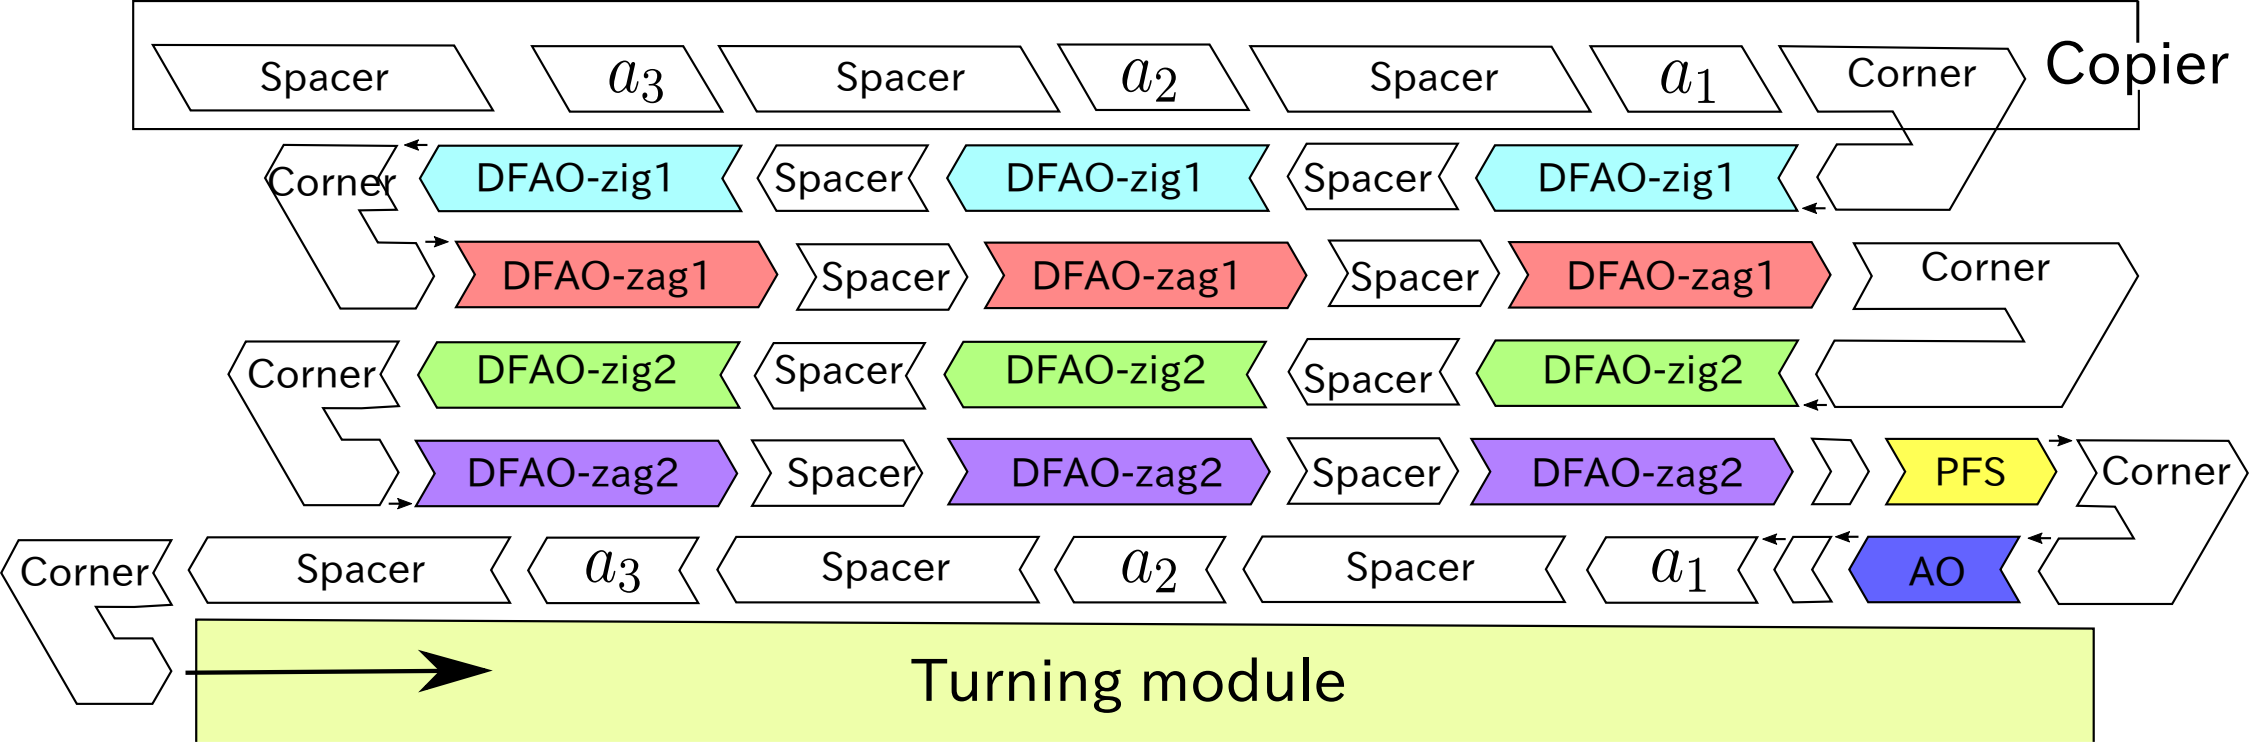 Spacer a₃ Spacer a₂ Spacer a₁ Corner Copier
Corner DFAO-zig1 Spacer DFAO-zig1 Spacer DFAO-zig1
DFAO-zag1 Spacer DFAO-zag1 Spacer DFAO-zag1 Corner
Corner DFAO-zig2 Spacer DFAO-zig2 Spacer DFAO-zig2
DFAO-zag2 Spacer DFAO-zag2 Spacer DFAO-zag2 PFS Corner
Corner Spacer a₃ Spacer a₂ Spacer a₁ AO
Turning module